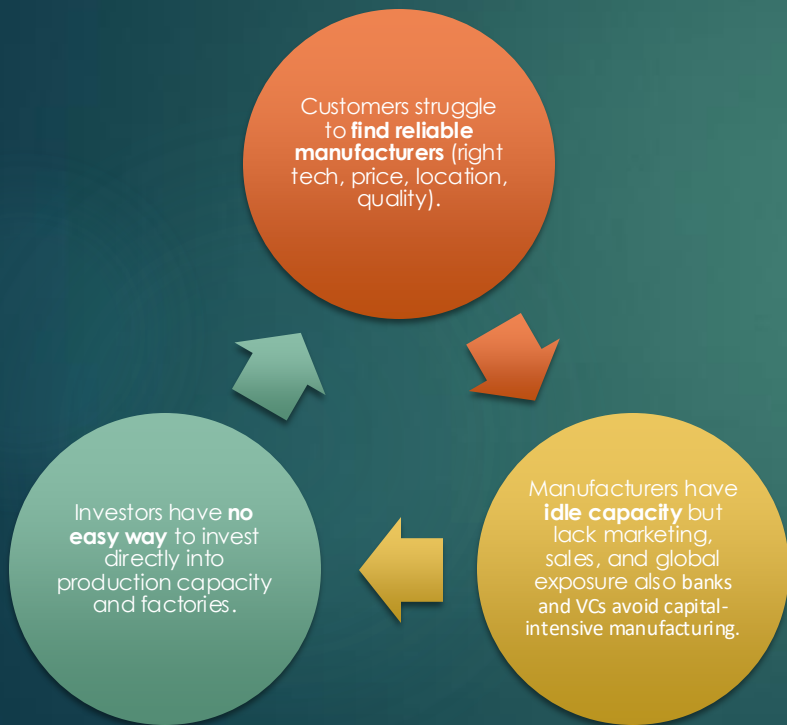 Customers struggle
to find reliable
manufacturers (right
tech, price, location,
quality).
Manufacturers have
idle capacity but
lack marketing,
sales, and global
exposure also banks
and VCs avoid capital-
intensive manufacturing.
Investors have no
easy way to invest
directly into
production capacity
and factories.